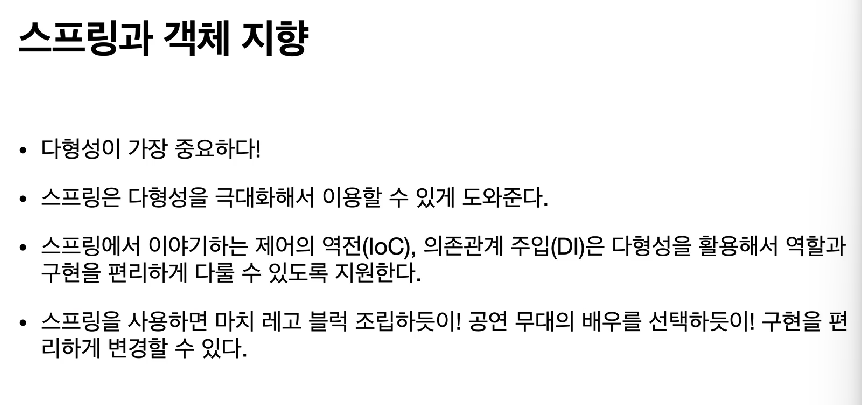 스프링과 객체 지향
• 다형성이 가장 중요하다!
• 스프링은 다형성을 극대화해서 이용할 수 있게 도와준다.
• 스프링에서 이야기하는 제어의 역전(IoC), 의존관계 주입(DI)은 다형성을 활용해서 역할과
구현을 편리하게 다룰 수 있도록 지원한다.
• 스프링을 사용하면 마치 레고 블럭 조립하듯이! 공연 무대의 배우를 선택하듯이! 구현을 편
리하게 변경할 수 있다.